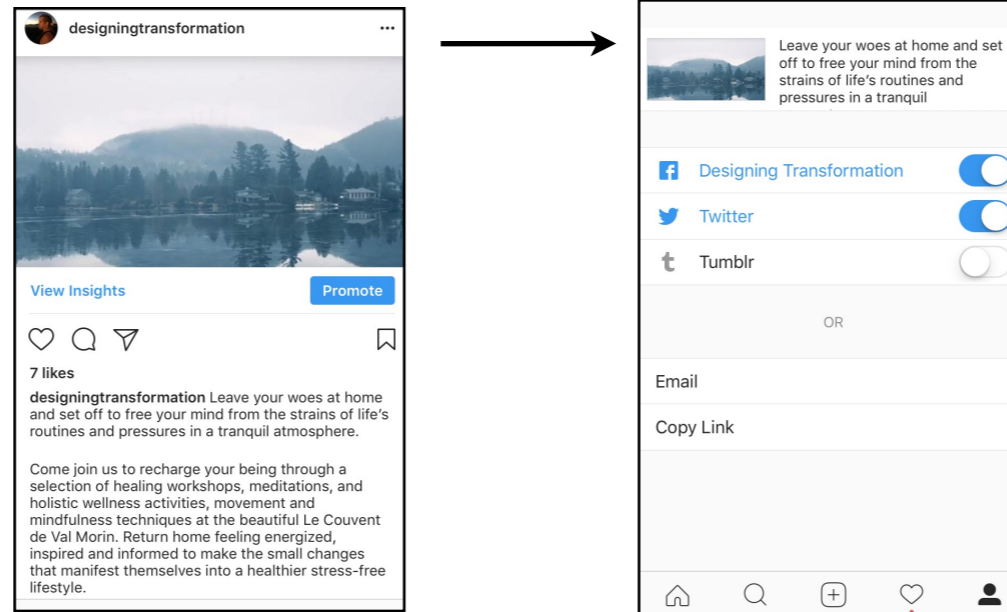 designingtransformation
View Insights
Promote
7 likes
designingtransformation Leave your woes at home
and set off to free your mind from the strains of life’s
routines and pressures in a tranquil atmosphere.
Come join us to recharge your being through a
selection of healing workshops, meditations, and
holistic wellness activities, movement and
mindfulness techniques at the beautiful Le Couvent
de Val Morin. Return home feeling energized,
inspired and informed to make the small changes
that manifest themselves into a healthier stress-free
lifestyle.
Leave your woes at home and set
off to free your mind from the
strains of life’s routines and
pressures in a tranquil
Designing Transformation
Twitter
Tumblr
OR
Email
Copy Link